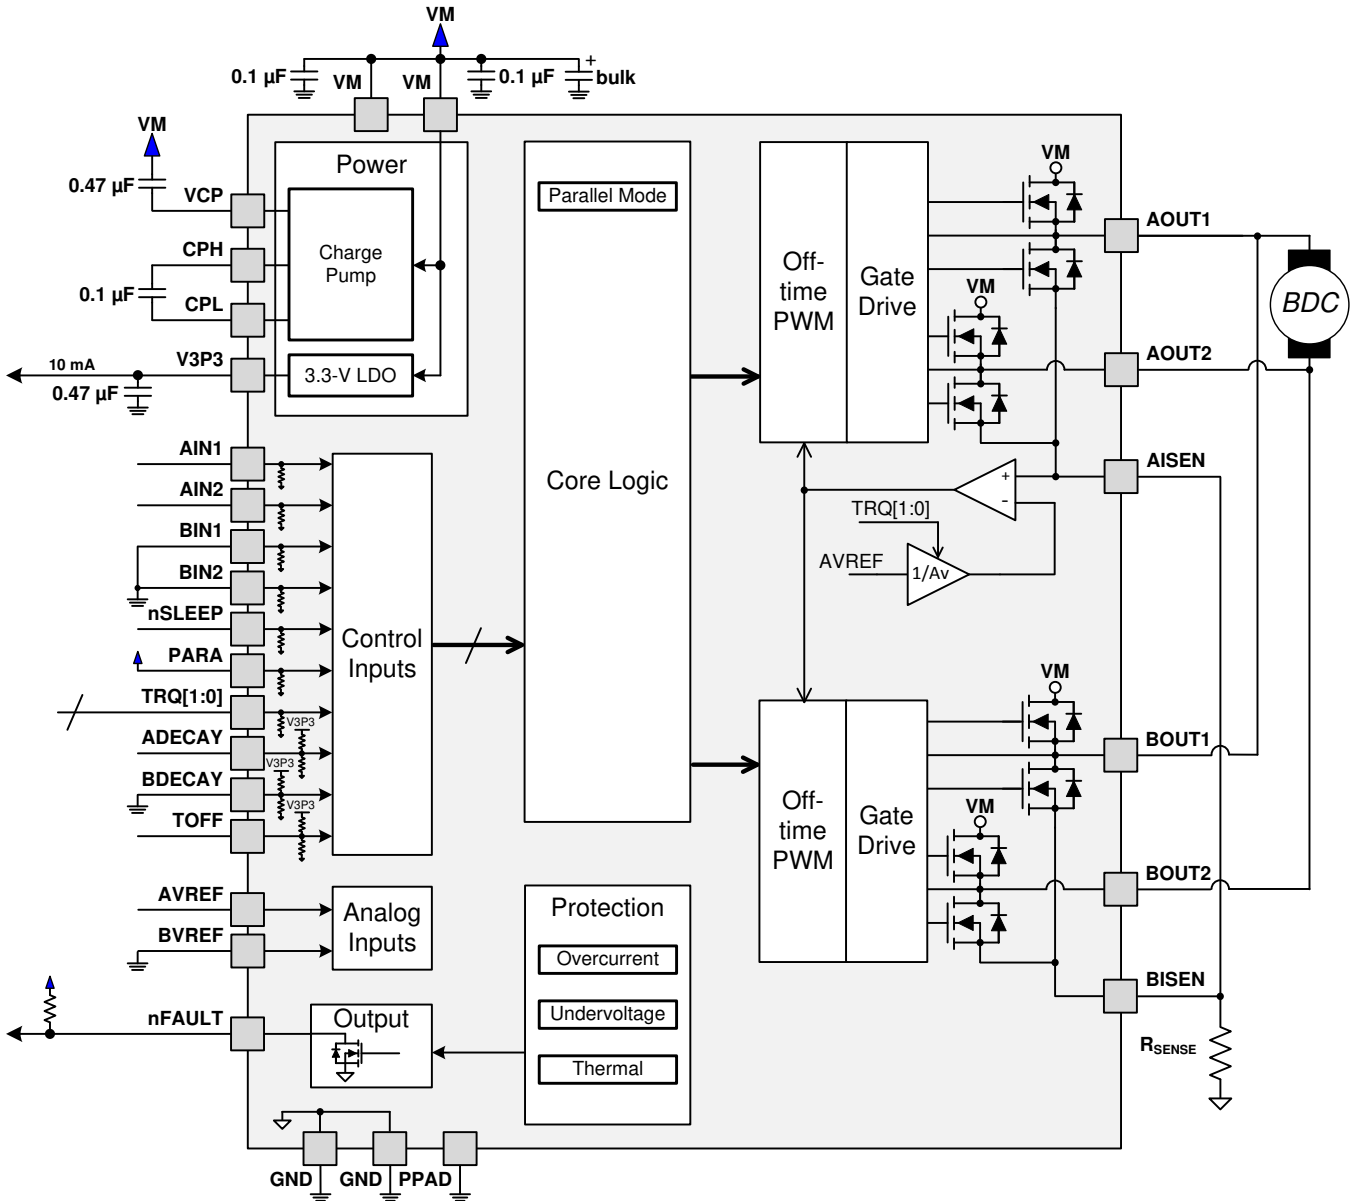 VM
0.1 µF
VM
VM
0.1 µF
+
bulk
VM
0.47 µF
VCP
CPH
0.1 µF
CPL
V3P3
10 mA
0.47 µF
Power
Charge
Pump
3.3-V LDO
AIN1
AIN2
BIN1
BIN2
nSLEEP
PARA
TRQ[1:0]
ADECAY
BDECAY
TOFF
V3P3
V3P3
V3P3
Control
Inputs
AVREF
BVREF
Analog
Inputs
nFAULT
Output
GND
GND
PPAD
Parallel Mode
Core Logic
Protection
Overcurrent
Undervoltage
Thermal
Off-
time
PWM
Gate
Drive
VM
VM
AOUT1
BDC
AOUT2
AISEN
+
-
TRQ[1:0]
AVREF
1/Av
Off-
time
PWM
Gate
Drive
VM
VM
BOUT1
BOUT2
BISEN
RSENSE